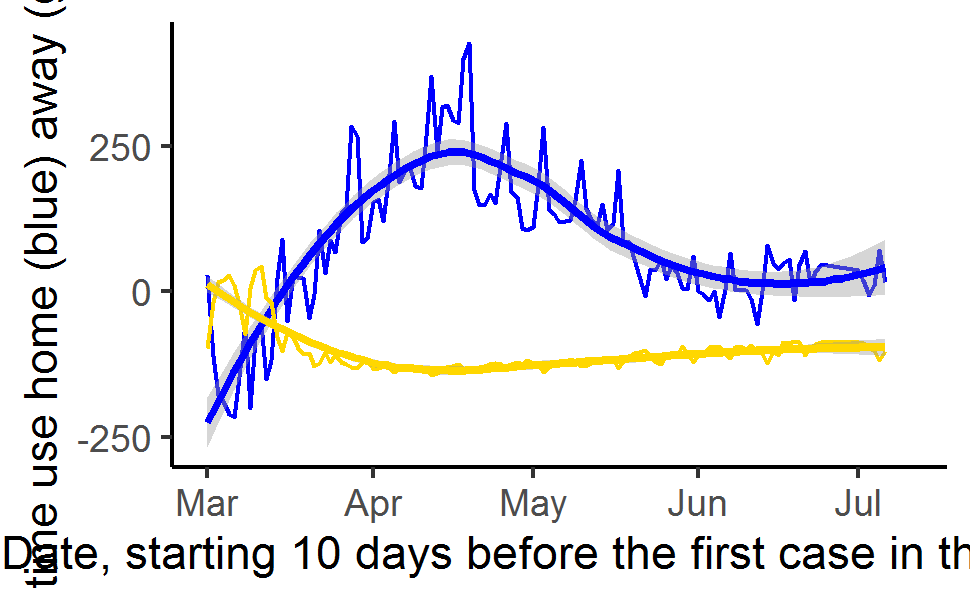 time use home (blue) away (
250
0
-250
Mar Apr May Jun Jul
Date, starting 10 days before the first case in th